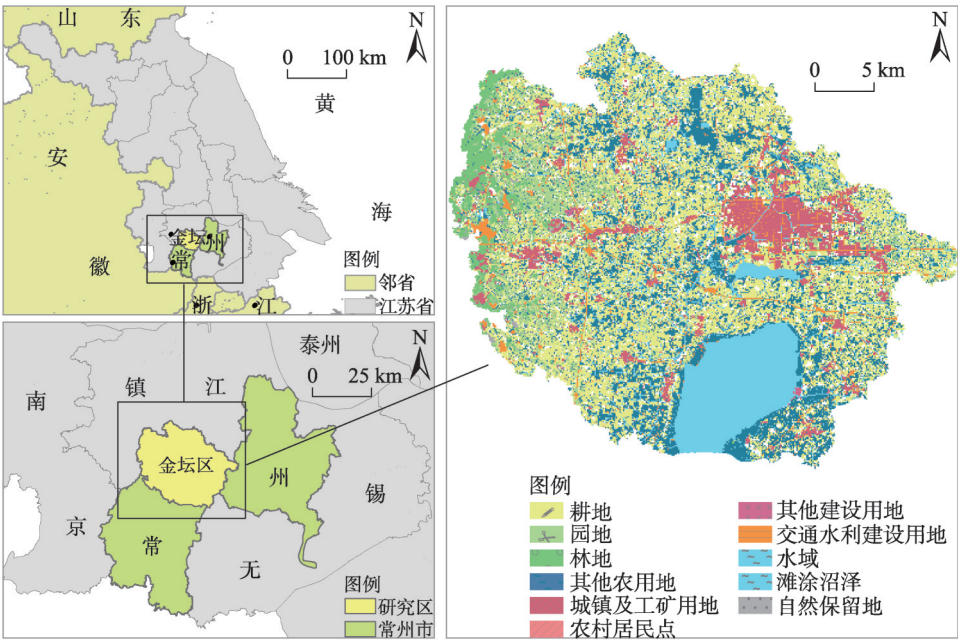 山 东
N
0 100 km
黄
安
海
金坛
州
常
徽
图例
邻省
江苏省
浙 江
泰州
N
镇 江
0 25 km
南
金坛区
州
锡
京
常
无
图例
研究区
常州市
N
0 5 km
图例
耕地
园地
林地
其他农用地
城镇及工矿用地
农村居民点
其他建设用地
交通水利建设用地
水域
滩涂沼泽
自然保留地